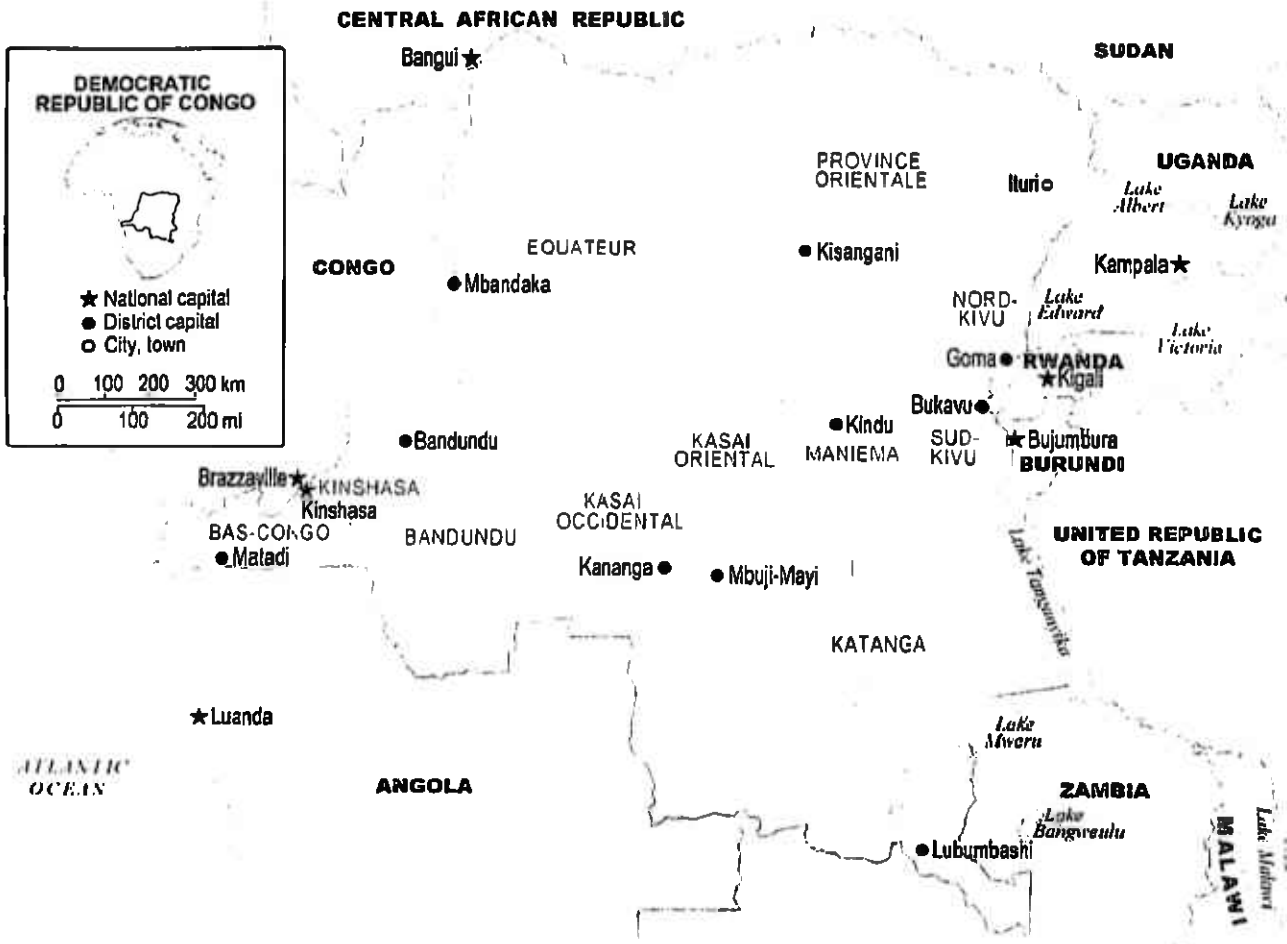 CENTRAL AFRICAN REPUBLIC
Bangui
SUDAN
DEMOCRATIC
REPUBLIC OF CONGO
National capital
District capital
City, town
0 100 200 300 km
0 100 200 mi
PROVINCE
ORIENTALE
Ituri
UGANDA
Lake
Albert
Lake
Kyoga
EQUATEUR
Kisangani
CONGO
Mbandaka
Kampala
NORD-
KIVU
Lake
Edward
Lake
Victoria
Goma
RWANDA
Kigali
Bukavu
Kindu
Bandundu
KASAI
ORIENTAL
MANIEMA
SUD-
KIVU
Bujumbura
BURUNDI
Brazzaville
KINSHASA
Kinshasa
KASAI
OCCIDENTAL
BAS-CONGO
BANDUNDU
Matadi
UNITED REPUBLIC
OF TANZANIA
Kananga
Mbuji-Mayi
Lake Tanganyika
KATANGA
Luanda
Lake
Mweru
ATLANTIC
OCEAN
ANGOLA
ZAMBIA
Lake
Bangweulu
Lubumbashi
MALAWI
Lake Malawi